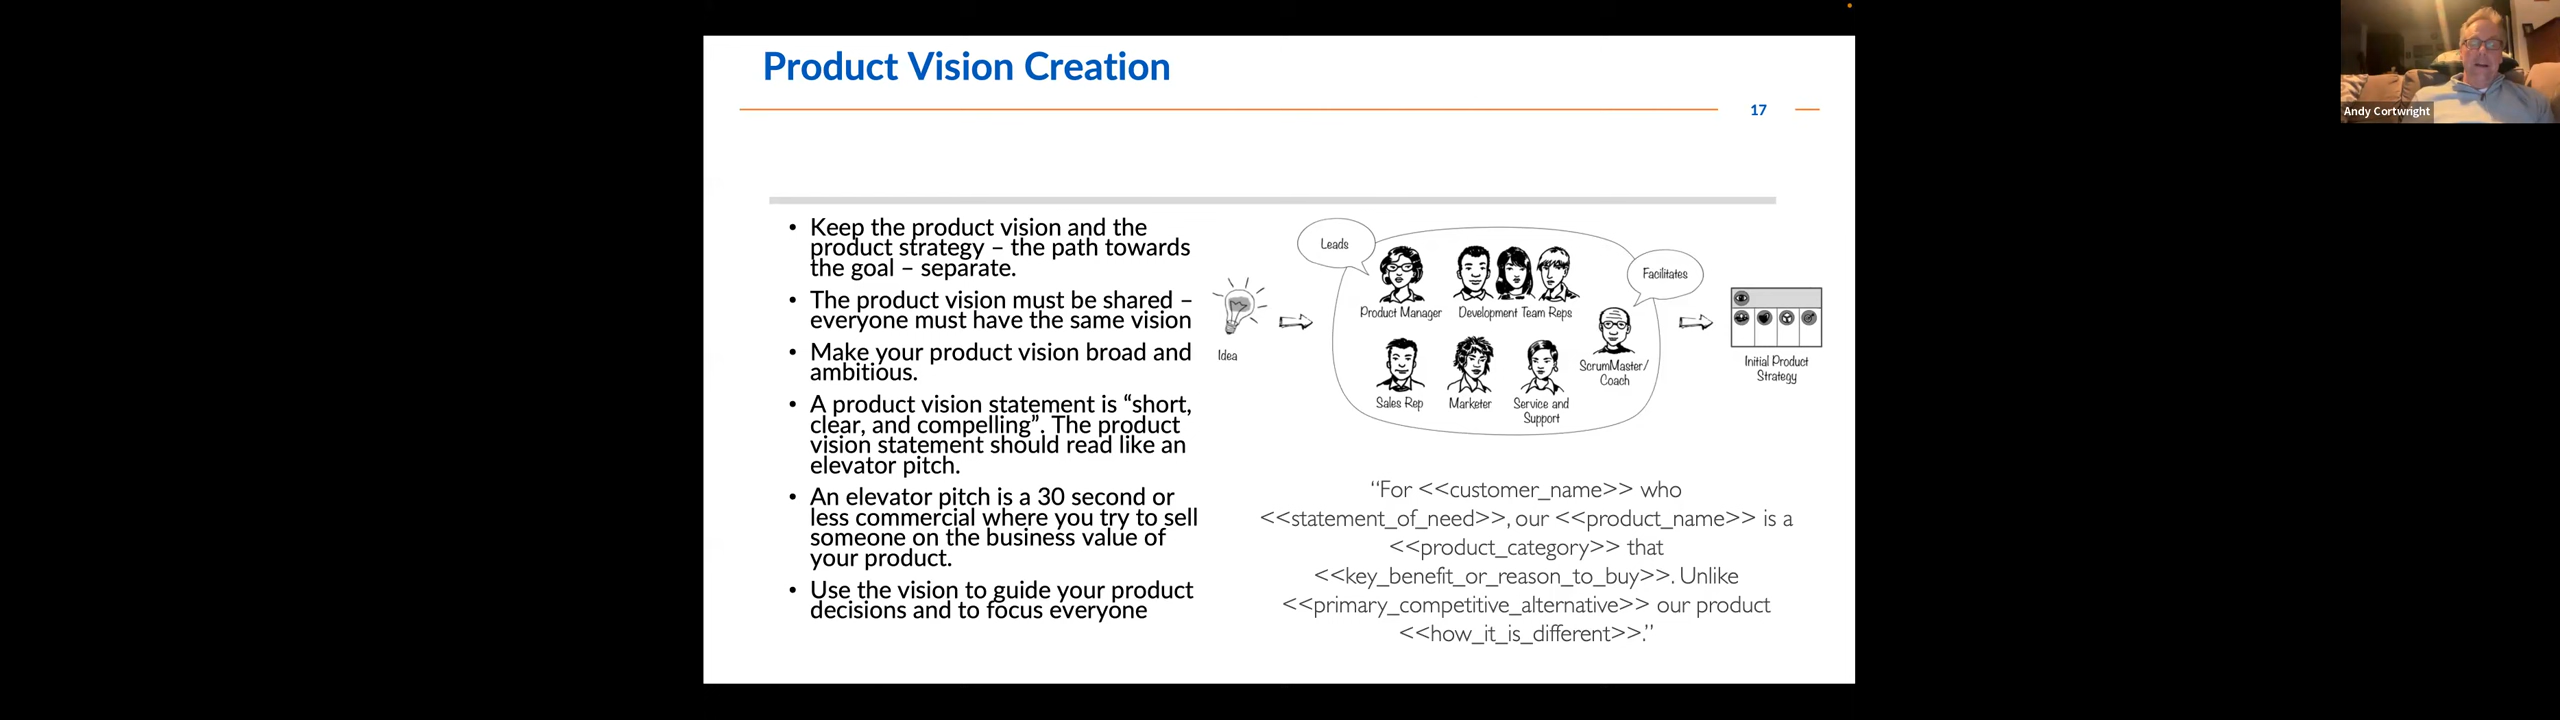 Product Vision Creation
17
Andy Cortwright
• Keep the product vision and the
product strategy – the path towards
the goal – separate.
• The product vision must be shared –
everyone must have the same vision
• Make your product vision broad and
ambitious.
• A product vision statement is “short,
clear, and compelling”. The product
vision statement should read like an
elevator pitch.
• An elevator pitch is a 30 second or
less commercial where you try to sell
someone on the business value of
your product.
• Use the vision to guide your product
decisions and to focus everyone
Idea
Leads
Product Manager
Development Team Reps
Facilitates
Sales Rep
Marketer
Service and
Support
ScrumMaster/
Coach
Initial Product
Strategy
“For <<customer_name>> who
<<statement_of_need>>, our <<product_name>> is a
<<product_category>> that
<<key_benefit_or_reason_to_buy>>. Unlike
<<primary_competitive_alternative>> our product
<<how_it_is_different>>.”